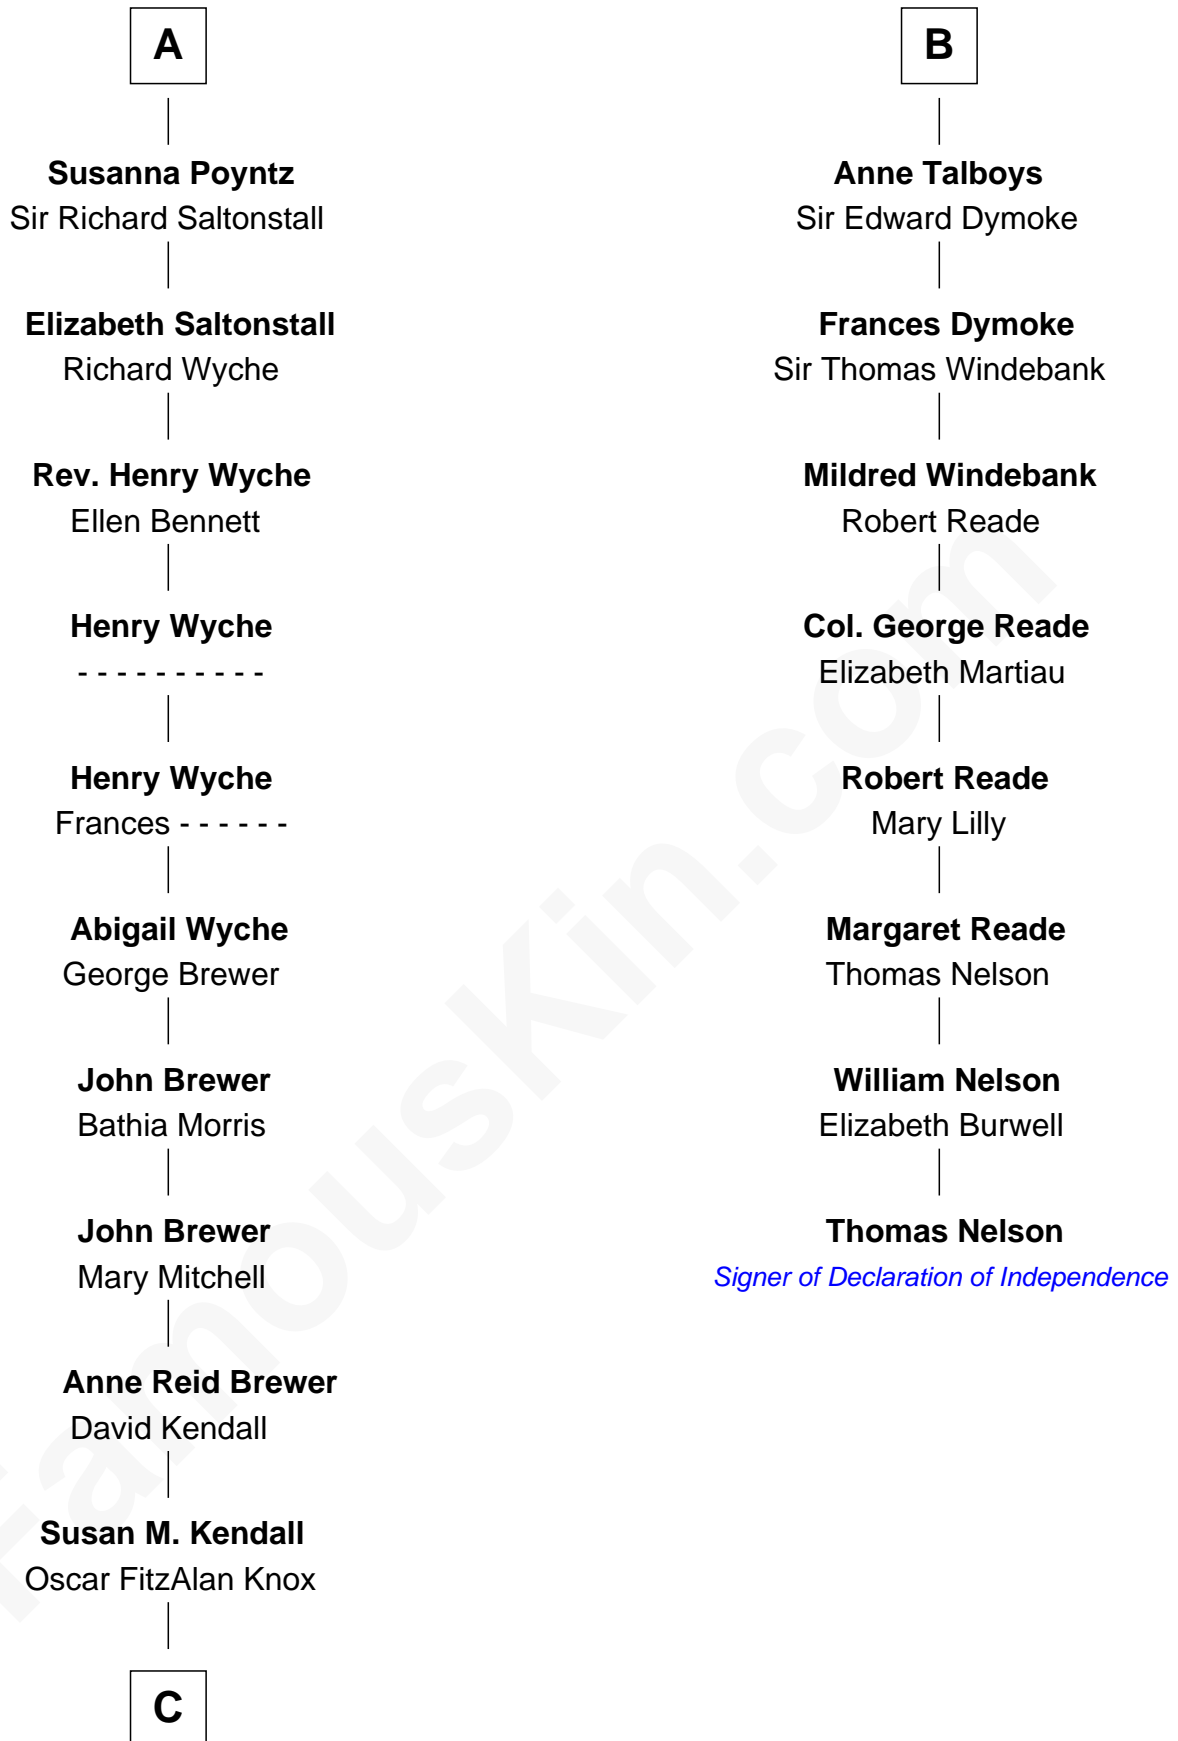 A
Susanna Poyntz
Sir Richard Saltonstall
Elizabeth Saltonstall
Richard Wyche
Rev. Henry Wyche
Ellen Bennett
Henry Wyche
- - - - - - - - - -
Henry Wyche
Frances - - - - - -
Abigail Wyche
George Brewer
John Brewer
Bathia Morris
John Brewer
Mary Mitchell
Anne Reid Brewer
David Kendall
Susan M. Kendall
Oscar FitzAlan Knox
C
B
Anne Talboys
Sir Edward Dymoke
Frances Dymoke
Sir Thomas Windebank
Mildred Windebank
Robert Reade
Col. George Reade
Elizabeth Martiau
Robert Reade
Mary Lilly
Margaret Reade
Thomas Nelson
William Nelson
Elizabeth Burwell
Thomas Nelson
Signer of Declaration of Independence
FamousKin.com